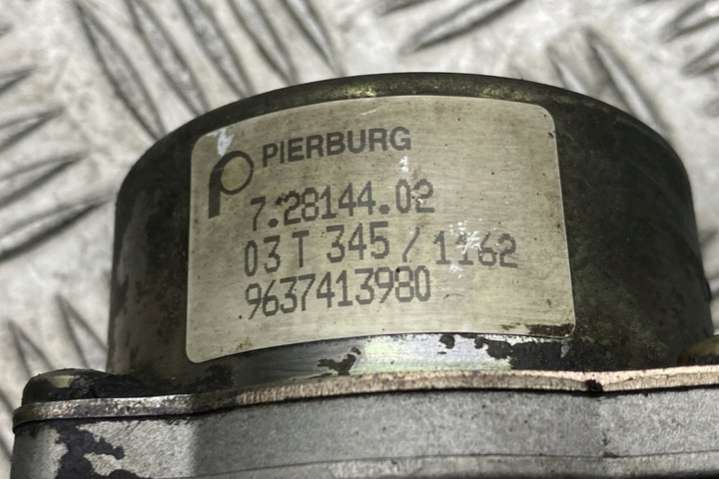 PIERBURG
7.28144.02
03 T 345 / 1162
9637413980